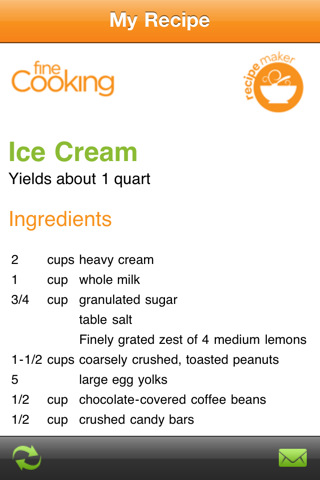 My Recipe
fine
Cooking
recipe maker
Ice Cream
Yields about 1 quart
Ingredients
2 cups heavy cream
1 cup whole milk
3/4 cup granulated sugar
table salt
Finely grated zest of 4 medium lemons
1-1/2 cups coarsely crushed, toasted peanuts
5 large egg yolks
1/2 cup chocolate-covered coffee beans
1/2 cup crushed candy bars